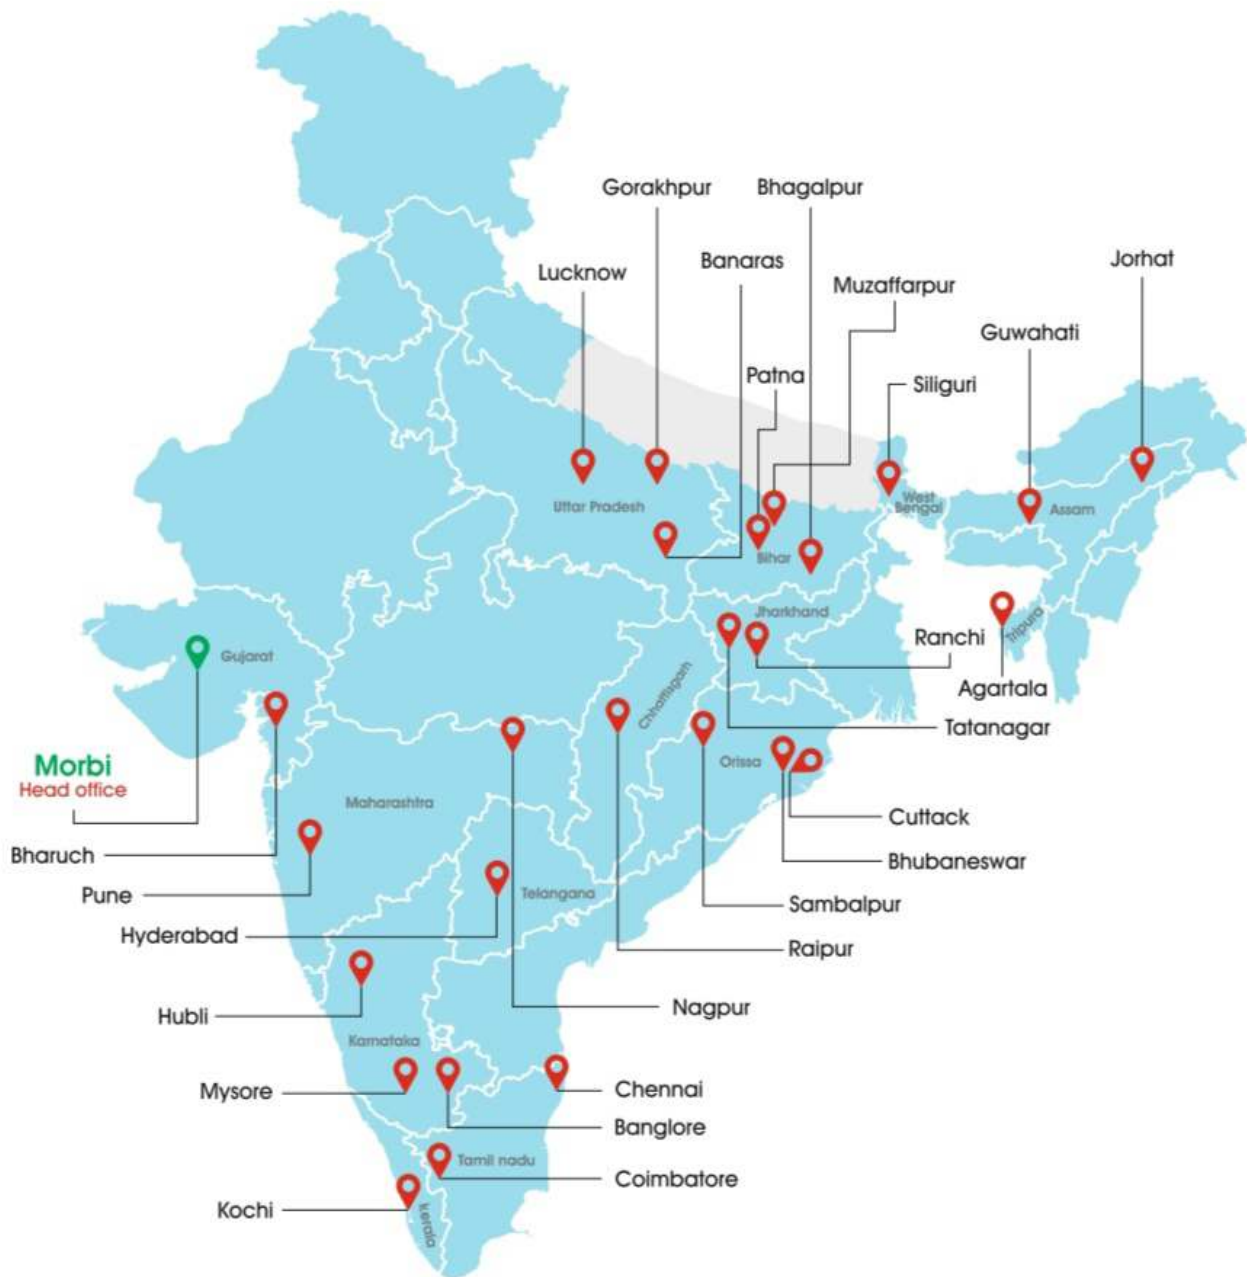 Gorakhpur
Bhagalpur
Banaras
Jorhat
Lucknow
Muzaffarpur
Guwahati
Patna
Siliguri
Uttar Pradesh
West
Bengal
Assam
Bihar
Jharkhand
Tripura
Ranchi
Gujarat
Chhattisgarh
Agartala
Tatanagar
Morbi
Head office
Orissa
Maharashtra
Cuttack
Bharuch
Bhubaneswar
Pune
Telangana
Sambalpur
Hyderabad
Raipur
Nagpur
Hubli
Karnataka
Mysore
Chennai
Banglore
Tamil nadu
Coimbatore
Kochi
kerala